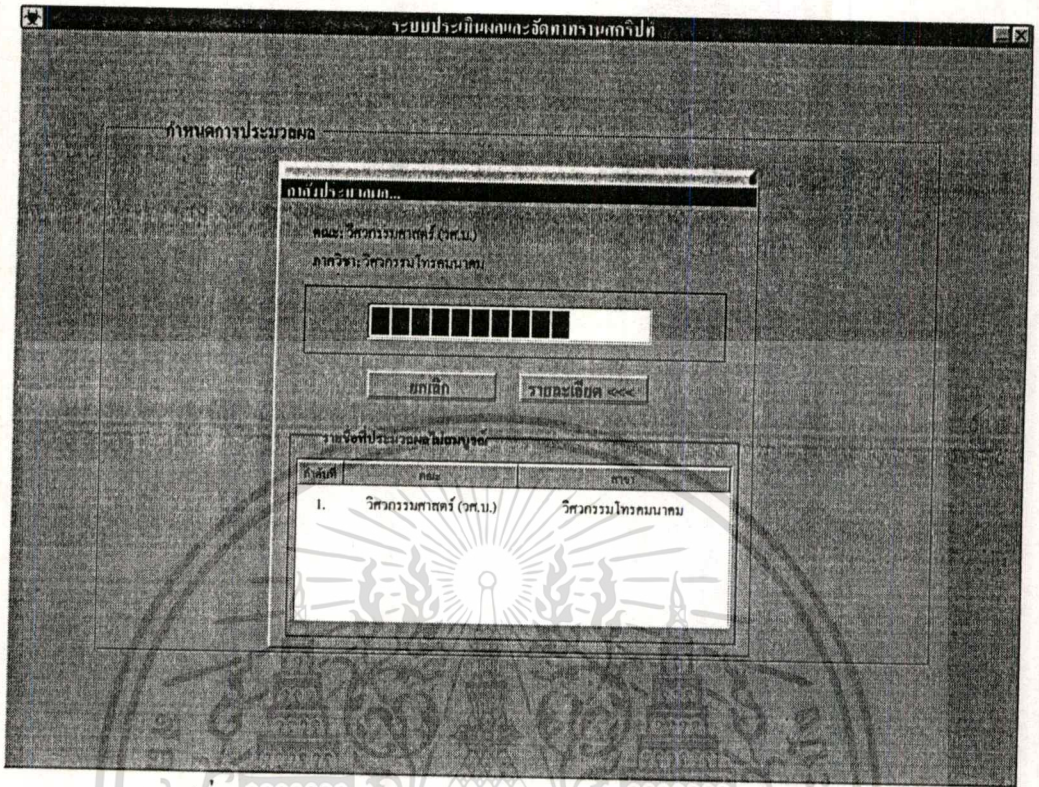 ระบบประเมินผลและจัดทำทรานสกริปต์
กำหนดการประมวลผล
กำลังประมวลผล...
คณะ: วิศวกรรมศาสตร์ (วศ.บ.)
ภาควิชา: วิศวกรรมโทรคมนาคม
ยกเลิก
รายละเอียด <<<
รายชื่อที่ประมวลผลไม่สมบูรณ์
ลำดับที่ คณะ สาขา
1. วิศวกรรมศาสตร์ (วศ.บ.) วิศวกรรมโทรคมนาคม